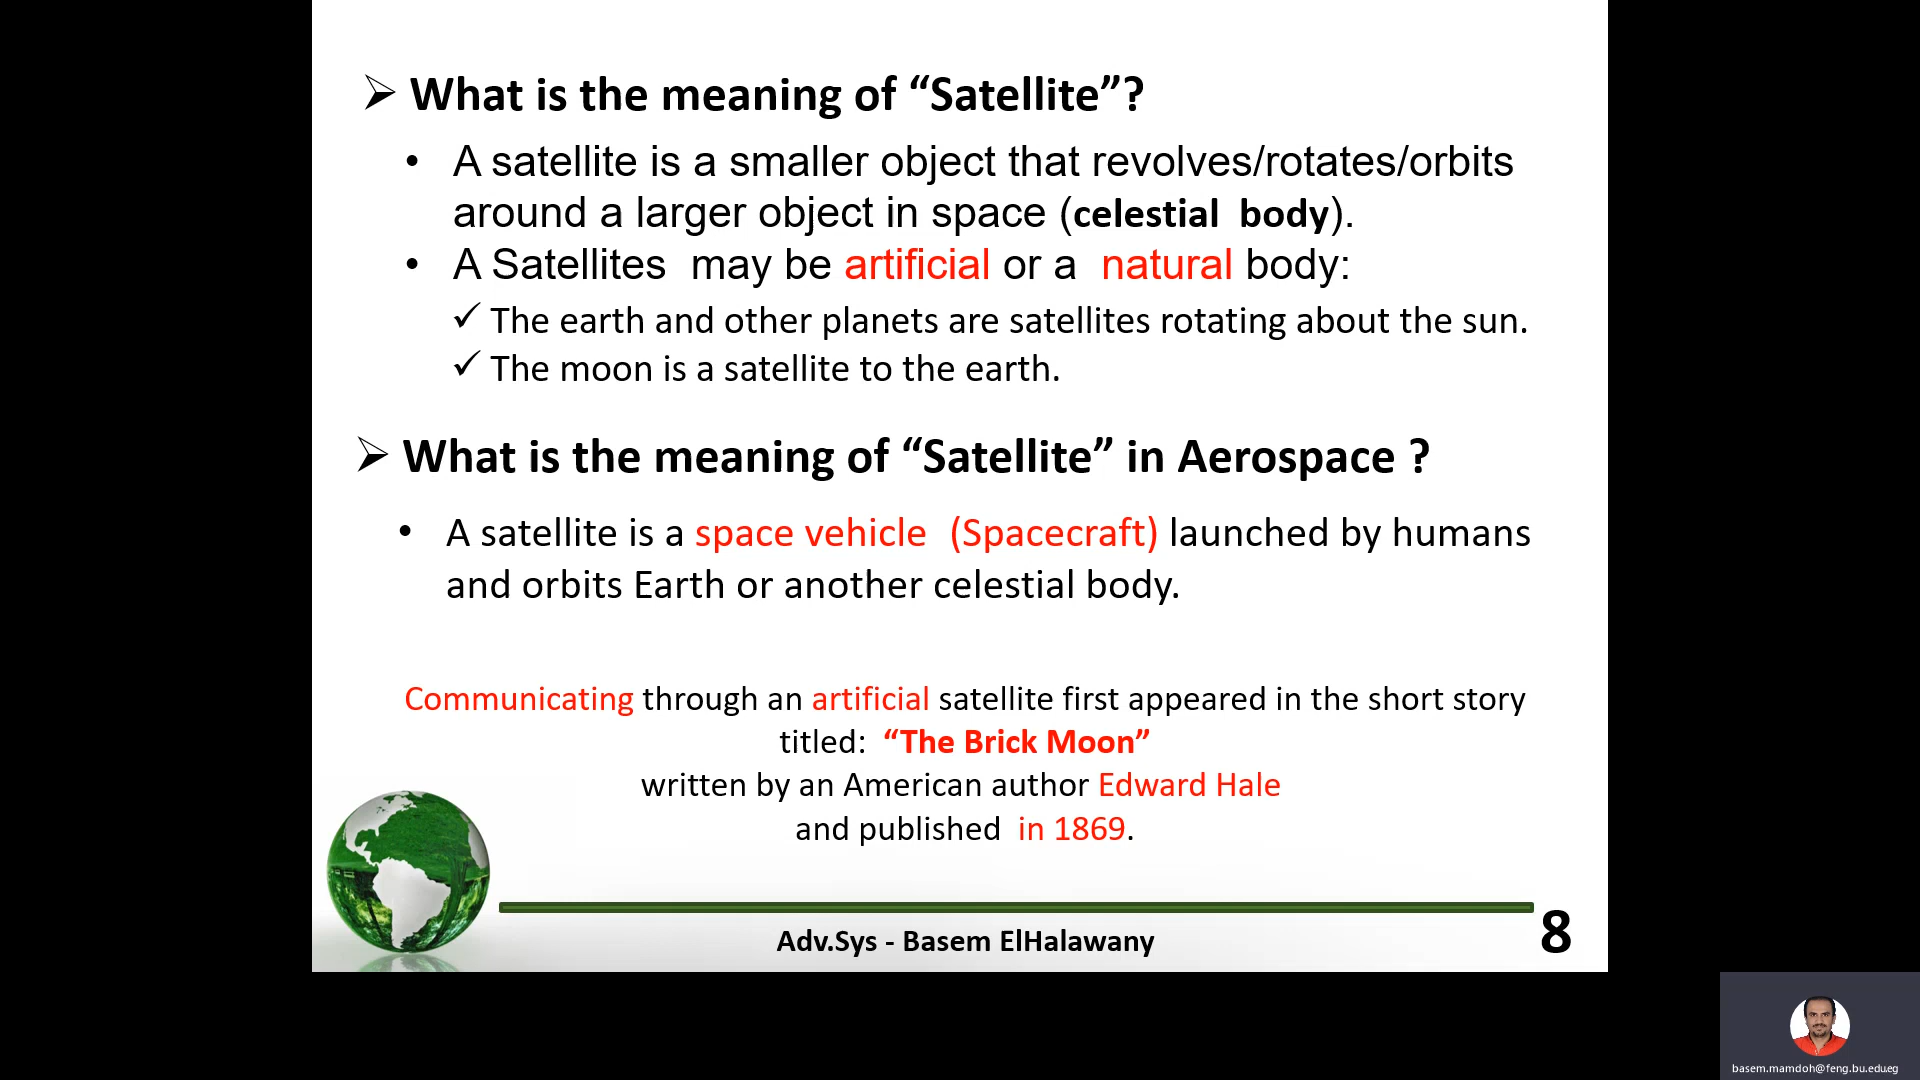 ➢ What is the meaning of “Satellite”?
• A satellite is a smaller object that revolves/rotates/orbits
around a larger object in space (celestial body).
• A Satellites may be artificial or a natural body:
✓ The earth and other planets are satellites rotating about the sun.
✓ The moon is a satellite to the earth.
➢ What is the meaning of “Satellite” in Aerospace ?
• A satellite is a space vehicle (Spacecraft) launched by humans
and orbits Earth or another celestial body.
Communicating through an artificial satellite first appeared in the short story
titled: “The Brick Moon”
written by an American author Edward Hale
and published in 1869.
Adv.Sys - Basem ElHalawany
8
basem.mamdoh@feng.bu.edu.eg